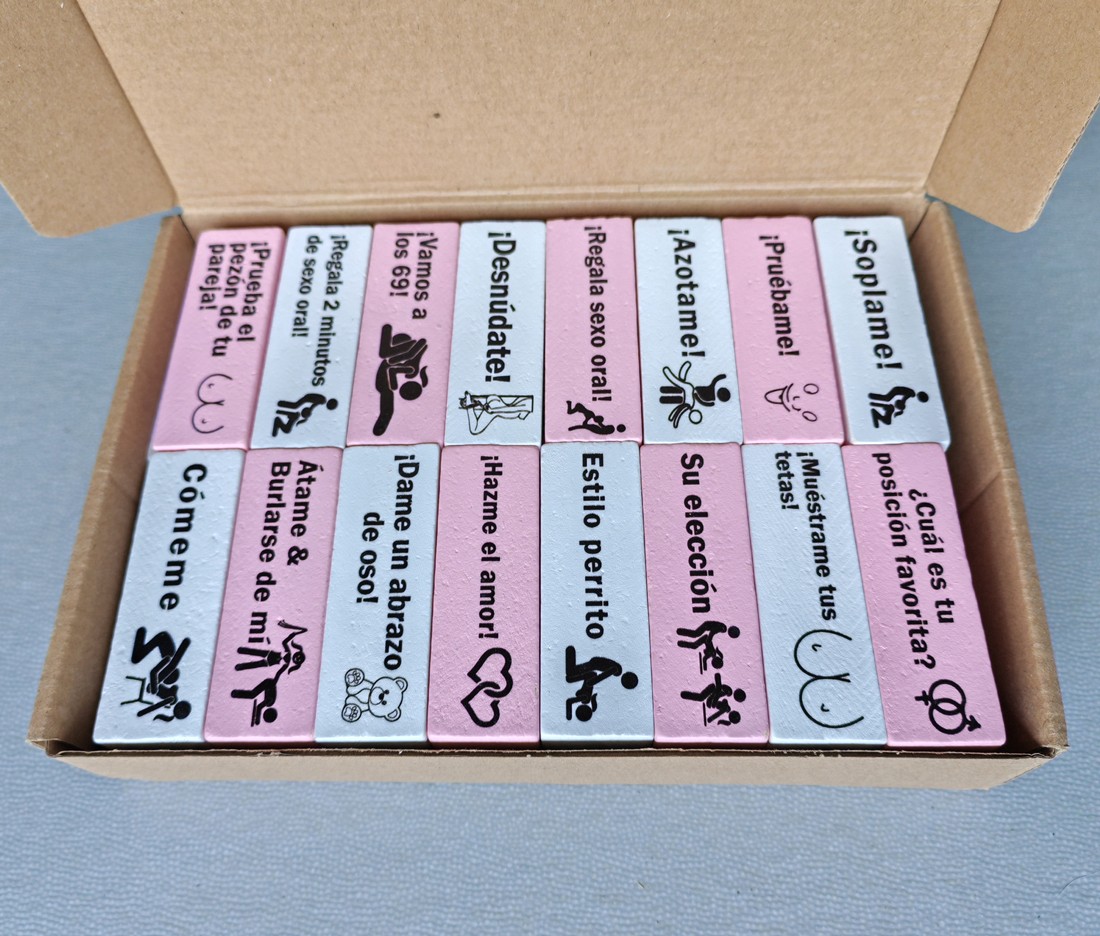 ¡Prueba el
pezón de tu
pareja!
¡Regala 2 minutos
de sexo oral!
¡Vamos a
los 69!
¡Desnúdate!
¡Regala sexo oral!
¡Azotame!
¡Pruébame!
¡Soplame!
Cómeme
Átame &
Burlarse de mí
¡Dame un abrazo
de oso!
¡Hazme el amor!
Estilo perrito
Su elección
¡Muéstrame tus
tetas!
¿Cuál es tu
posición favorita?